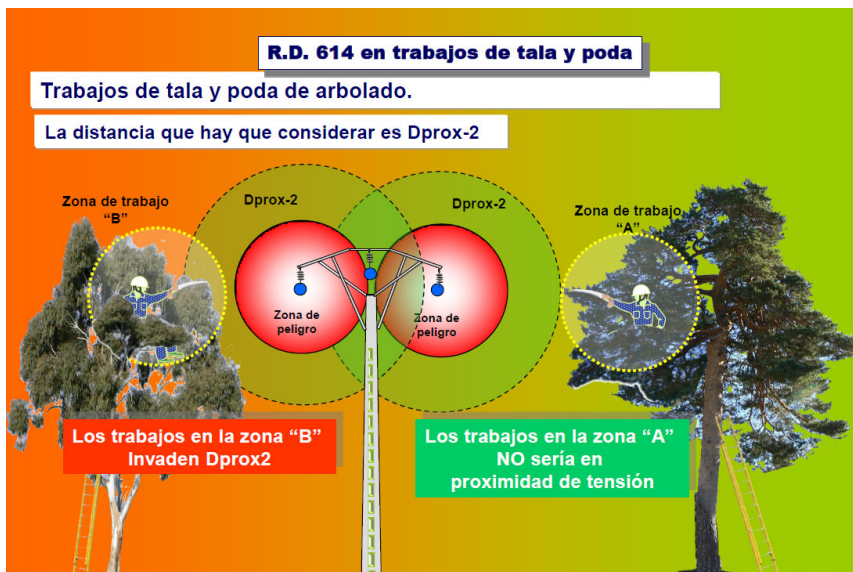 R.D. 614 en trabajos de tala y poda
Trabajos de tala y poda de arbolado.
La distancia que hay que considerar es Dprox-2
Zona de trabajo
“B”
Dprox-2
Dprox-2
Zona de trabajo
“A”
Zona de
peligro
Zona de
peligro
Los trabajos en la zona “B”
Invaden Dprox2
Los trabajos en la zona “A”
NO sería en
proximidad de tensión